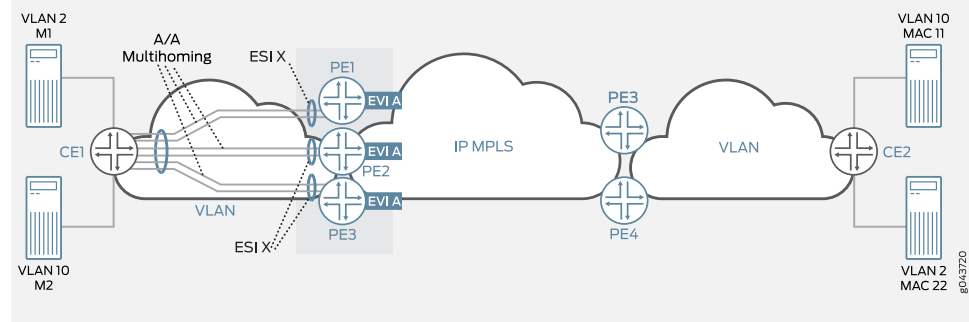 VLAN 2
M1
A/A
Multihoming
ESI X
PE1
EVI A
VLAN 10
MAC 11
CE1
EVI A
PE2
IP MPLS
PE3
VLAN
CE2
EVI A
VLAN
PE3
PE4
ESI X
VLAN 10
M2
VLAN 2
MAC 22
g043720